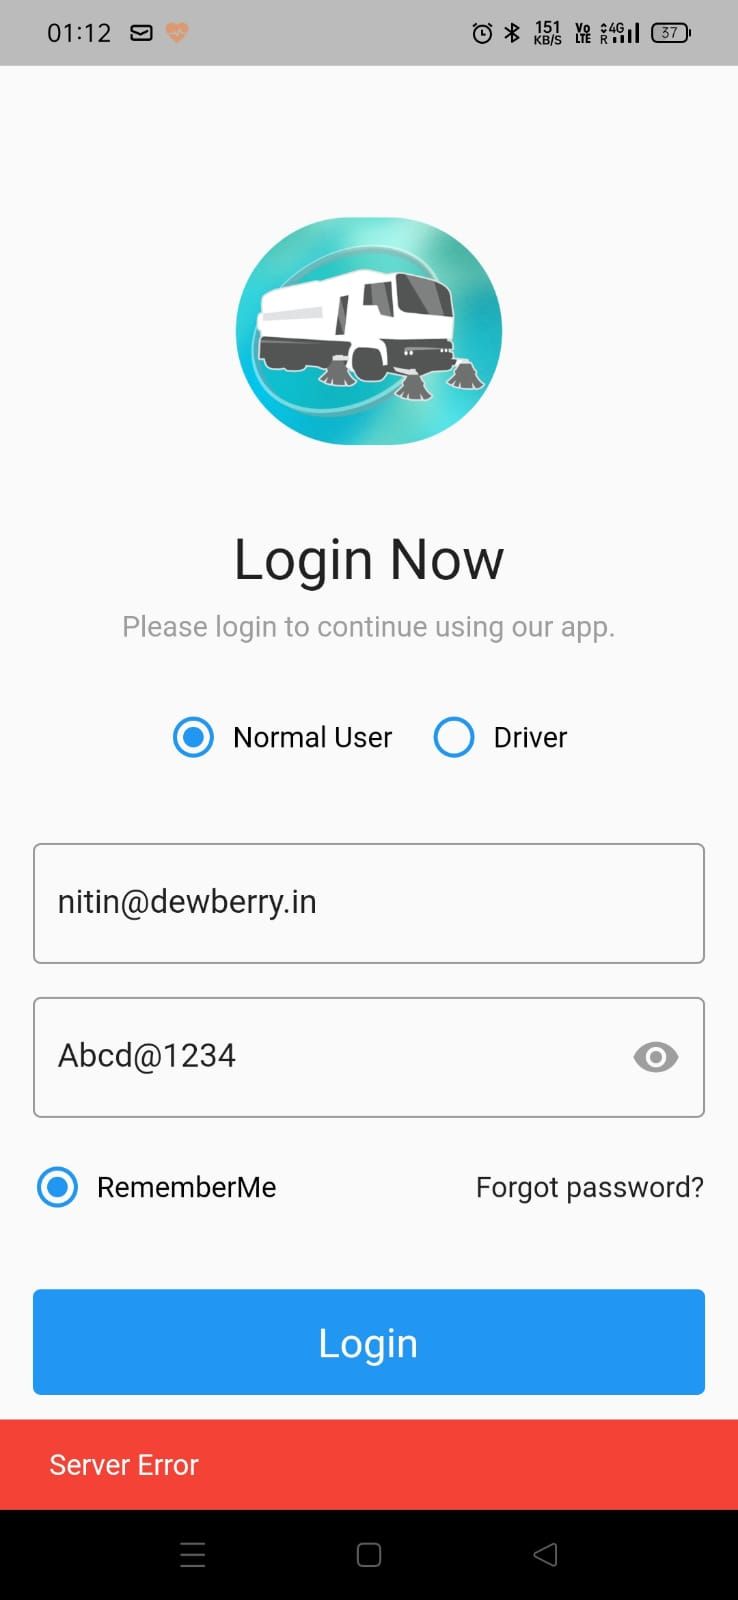 01:12 151 KB/S Vo LTE 4G R 37
Login Now
Please login to continue using our app.
Normal User Driver
nitin@dewberry.in
Abcd@1234
RememberMe Forgot password?
Login
Server Error